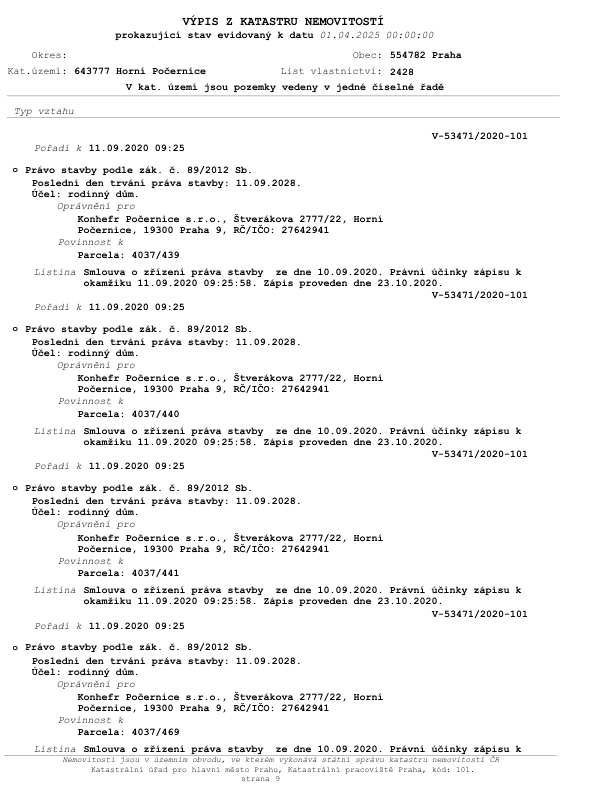 VÝPIS Z KATASTRU NEMOVITOSTÍ
prokazující stav evidovaný k datu 01.04.2025 00:00:00
Okres: Obec: 554782 Praha
Kat.území: 643777 Horní Počernice List vlastnictví: 2428
V kat. území jsou pozemky vedeny v jedné číselné řadě
Typ vztahu
V-53471/2020-101
Pořadí k 11.09.2020 09:25
o Právo stavby podle zák. č. 89/2012 Sb.
Poslední den trvání práva stavby: 11.09.2028.
Účel: rodinný dům.
Oprávnění pro
Konhefr Počernice s.r.o., Štverákova 2777/22, Horní
Počernice, 19300 Praha 9, RČ/IČO: 27642941
Povinnost k
Parcela: 4037/439
Listina Smlouva o zřízení práva stavby ze dne 10.09.2020. Právní účinky zápisu k
okamžiku 11.09.2020 09:25:58. Zápis proveden dne 23.10.2020.
V-53471/2020-101
Pořadí k 11.09.2020 09:25
o Právo stavby podle zák. č. 89/2012 Sb.
Poslední den trvání práva stavby: 11.09.2028.
Účel: rodinný dům.
Oprávnění pro
Konhefr Počernice s.r.o., Štverákova 2777/22, Horní
Počernice, 19300 Praha 9, RČ/IČO: 27642941
Povinnost k
Parcela: 4037/440
Listina Smlouva o zřízení práva stavby ze dne 10.09.2020. Právní účinky zápisu k
okamžiku 11.09.2020 09:25:58. Zápis proveden dne 23.10.2020.
V-53471/2020-101
Pořadí k 11.09.2020 09:25
o Právo stavby podle zák. č. 89/2012 Sb.
Poslední den trvání práva stavby: 11.09.2028.
Účel: rodinný dům.
Oprávnění pro
Konhefr Počernice s.r.o., Štverákova 2777/22, Horní
Počernice, 19300 Praha 9, RČ/IČO: 27642941
Povinnost k
Parcela: 4037/441
Listina Smlouva o zřízení práva stavby ze dne 10.09.2020. Právní účinky zápisu k
okamžiku 11.09.2020 09:25:58. Zápis proveden dne 23.10.2020.
V-53471/2020-101
Pořadí k 11.09.2020 09:25
o Právo stavby podle zák. č. 89/2012 Sb.
Poslední den trvání práva stavby: 11.09.2028.
Účel: rodinný dům.
Oprávnění pro
Konhefr Počernice s.r.o., Štverákova 2777/22, Horní
Počernice, 19300 Praha 9, RČ/IČO: 27642941
Povinnost k
Parcela: 4037/469
Listina Smlouva o zřízení práva stavby ze dne 10.09.2020. Právní účinky zápisu k
Nemovitosti jsou v územním obvodu, ve kterém vykonává státní správu katastru nemovitostí ČR
Katastrální úřad pro hlavní město Prahu, Katastrální pracoviště Praha, kód: 101.
strana 9